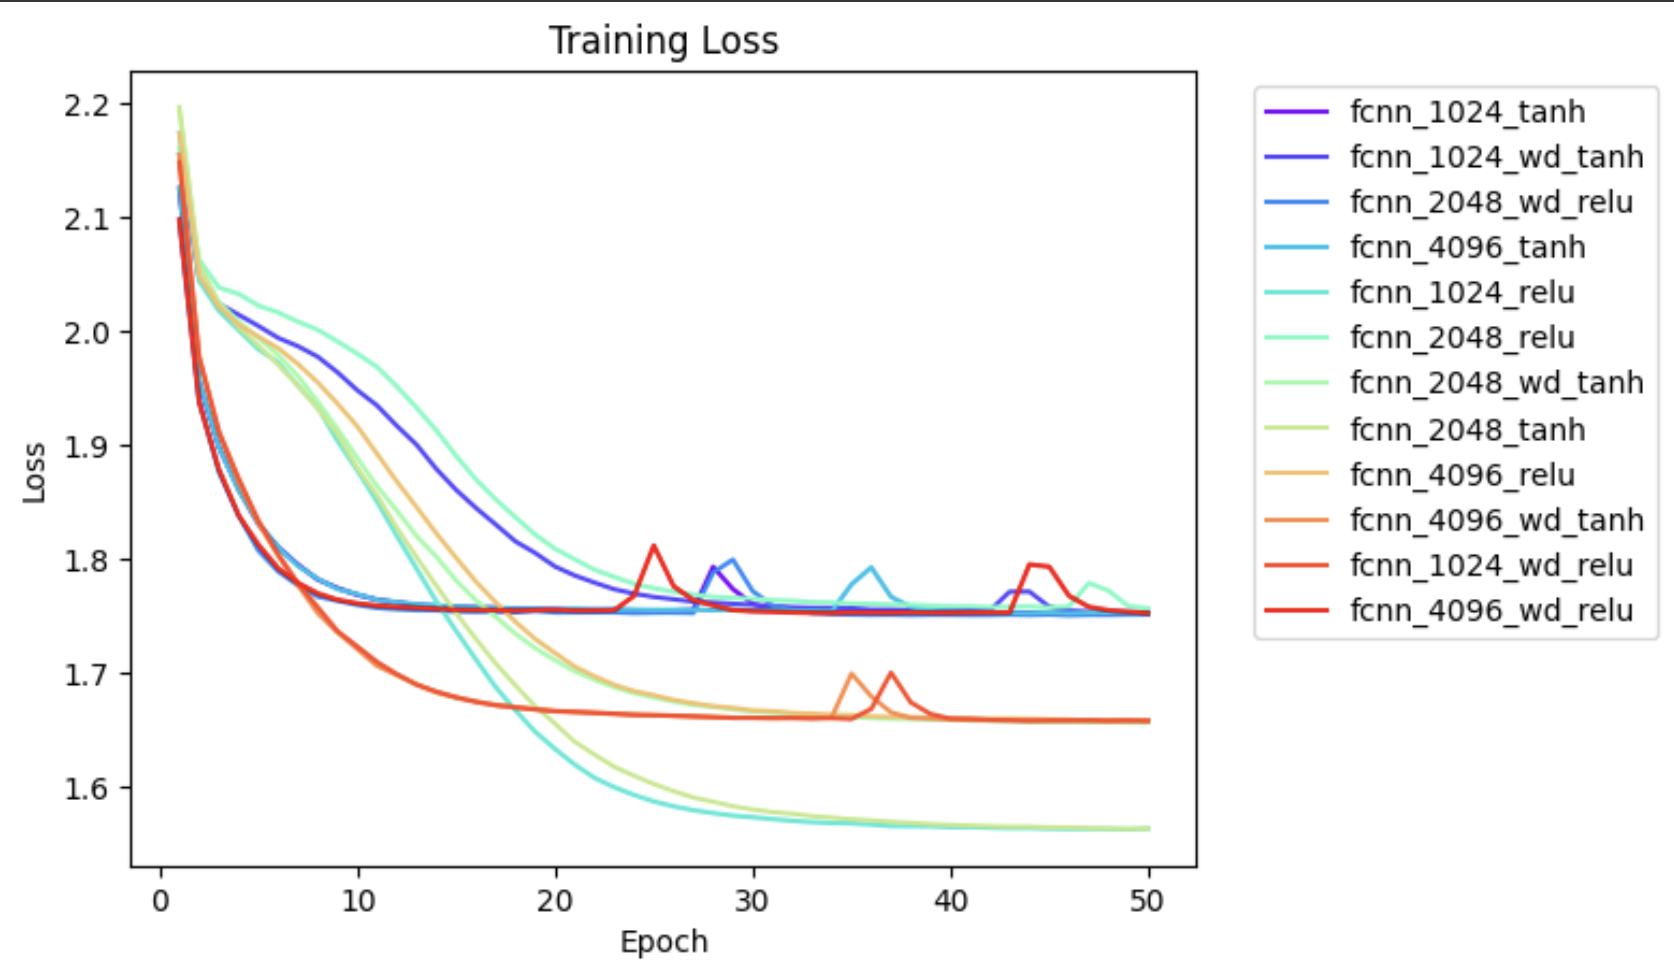 Training Loss
2.2
2.1
2.0
1.9
1.8
1.7
1.6
Loss
0 10 20 30 40 50
Epoch
fcnn_1024_tanh
fcnn_1024_wd_tanh
fcnn_2048_wd_relu
fcnn_4096_tanh
fcnn_1024_relu
fcnn_2048_relu
fcnn_2048_wd_tanh
fcnn_2048_tanh
fcnn_4096_relu
fcnn_4096_wd_tanh
fcnn_1024_wd_relu
fcnn_4096_wd_relu